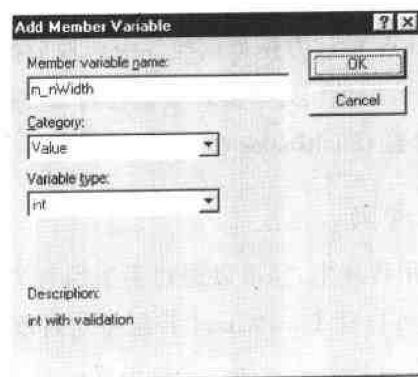 Add Member Variable
Member variable name:
m_nWidth
OK
Cancel
Category:
Value
Variable type:
int
Description:
int with validation